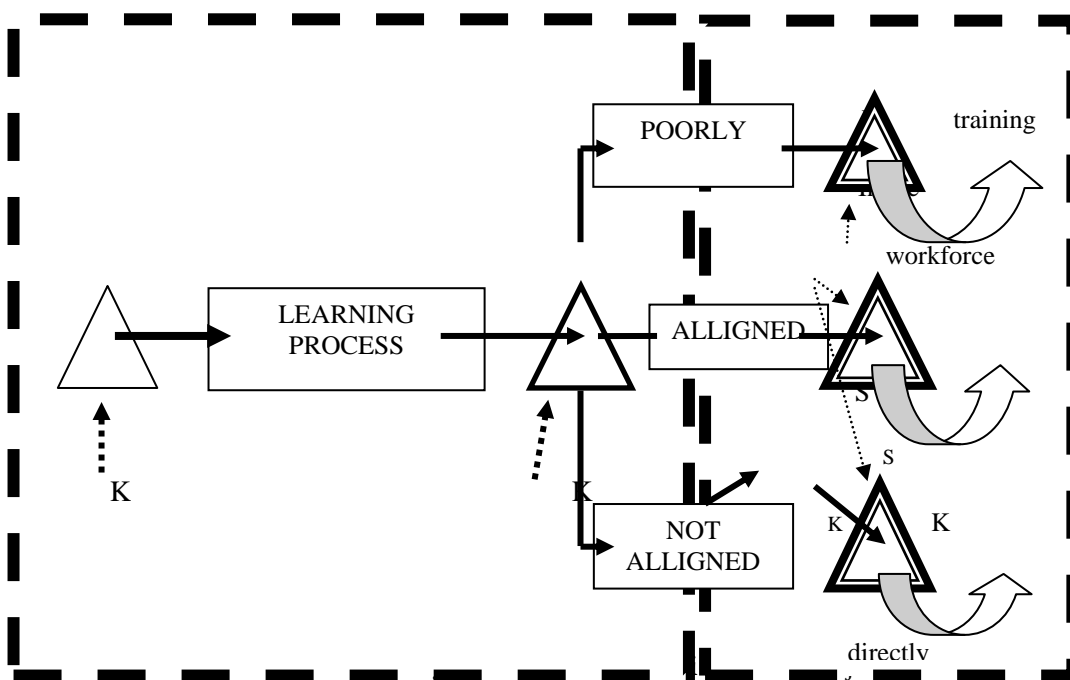 POORLY
training
workforce
LEARNING
PROCESS
ALLIGNED
S
S
K
K
K
K
NOT
ALLIGNED
directly